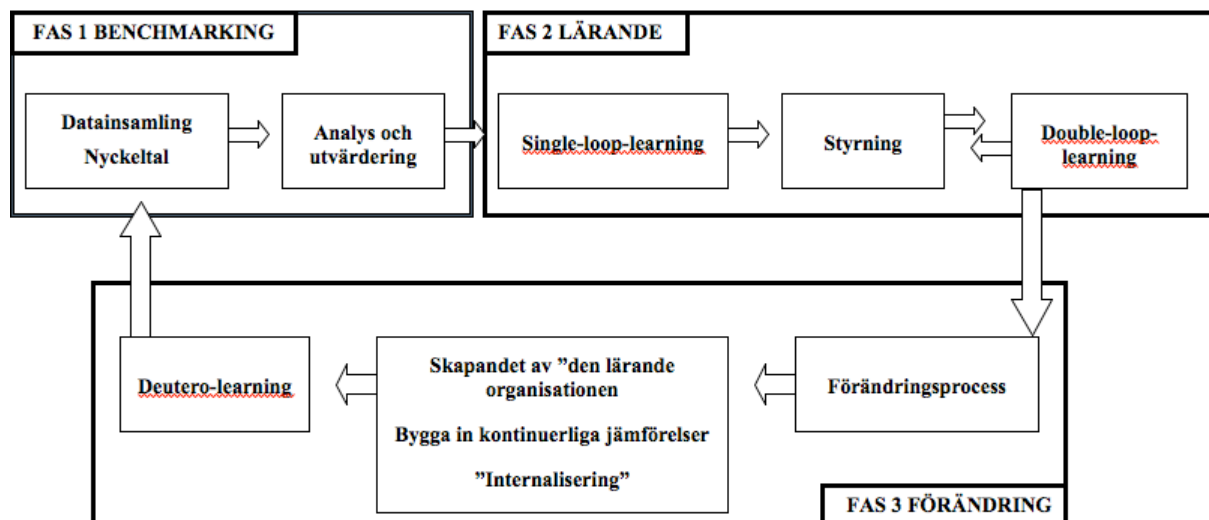 FAS 1 BENCHMARKING
Datainsamling
Nyckeltal
Analys och
utvärdering
FAS 2 LÄRANDE
Single-loop-learning
Styrning
Double-loop-
learning
Förändringsprocess
Skapandet av ”den lärande
organisationen
Bygga in kontinuerliga jämförelser
”Internalisering”
Deutero-learning
FAS 3 FÖRÄNDRING